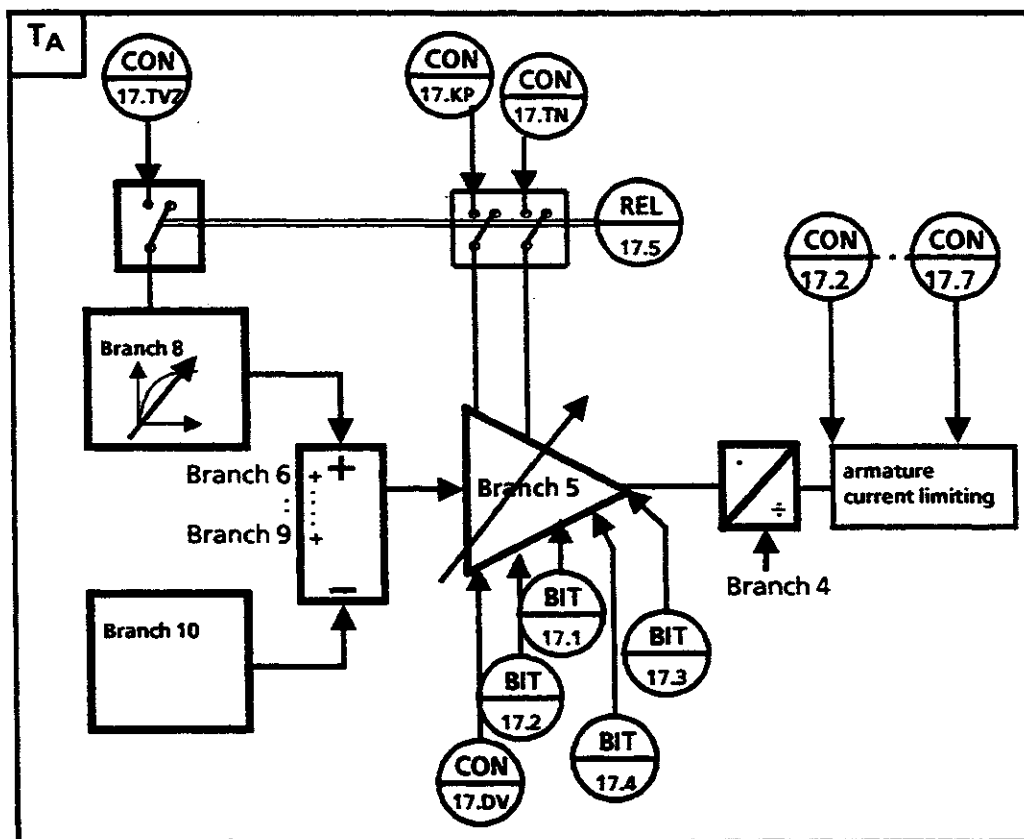 TA
CON
17.TVZ
CON
17.KP
CON
17.TN
REL
17.5
CON
17.2
CON
17.7
Branch 8
Branch 6 +
+
Branch 9 +
−
Branch 5
÷
armature
current limiting
Branch 4
Branch 10
BIT
17.1
BIT
17.2
BIT
17.3
BIT
17.4
CON
17.DV